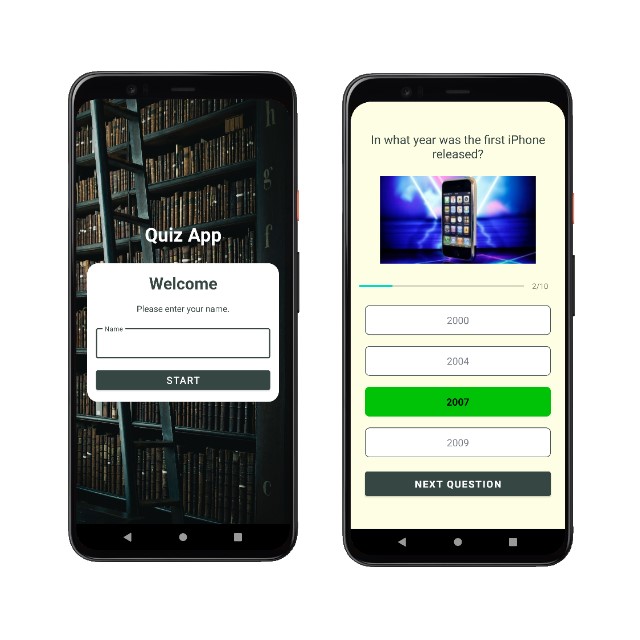 Quiz App
Welcome
Please enter your name.
Name
START
In what year was the first iPhone
released?
2/10
2000
2004
2007
2009
NEXT QUESTION